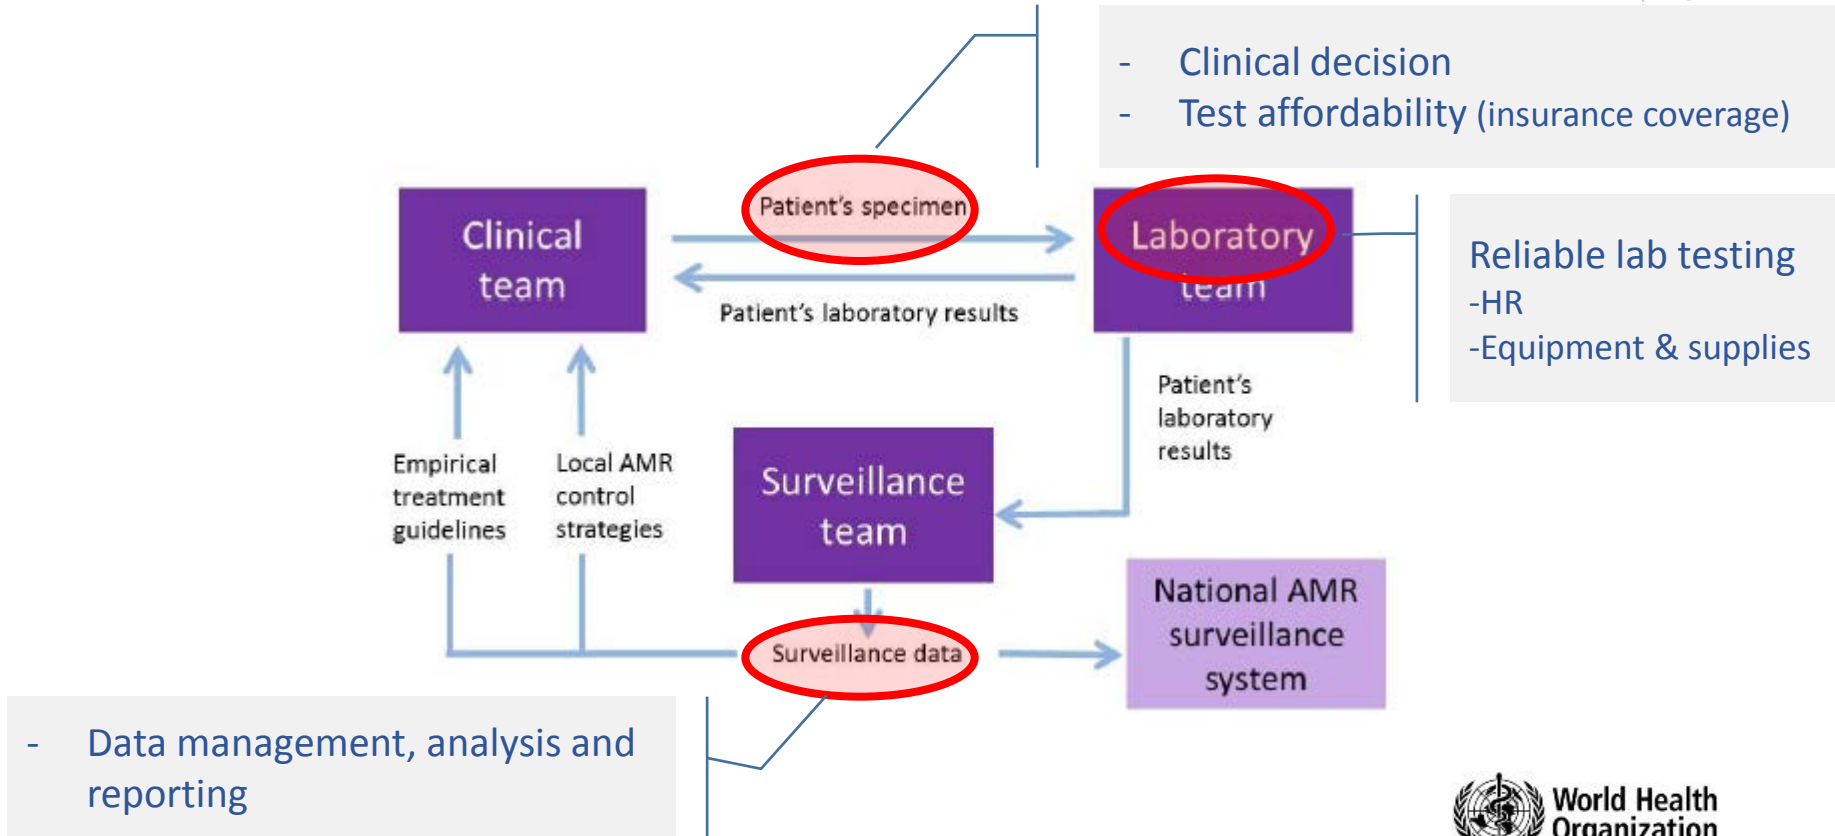 - Clinical decision
- Test affordability (insurance coverage)
Patient's specimen
Clinical
team
Laboratory
team
Patient's laboratory results
Reliable lab testing
-HR
-Equipment & supplies
Patient's
laboratory
results
Empirical
treatment
guidelines
Local AMR
control
strategies
Surveillance
team
Surveillance data
National AMR
surveillance
system
- Data management, analysis and
reporting
World Health
Organization